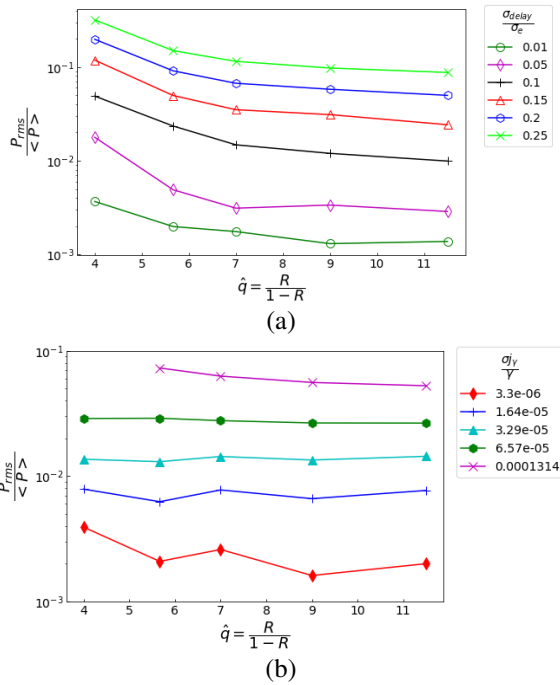 σ_delay
σ_e
0.01
0.05
0.1
0.15
0.2
0.25
10⁻¹
10⁻²
10⁻³
P_rms
< P >
4 5 6 7 8 9 10 11
q̂ = R / 1 − R
(a)
σj_γ
γ
3.3e-06
1.64e-05
3.29e-05
6.57e-05
0.0001314
10⁻¹
10⁻²
10⁻³
P_rms
< P >
4 5 6 7 8 9 10 11
q̂ = R / 1 − R
(b)